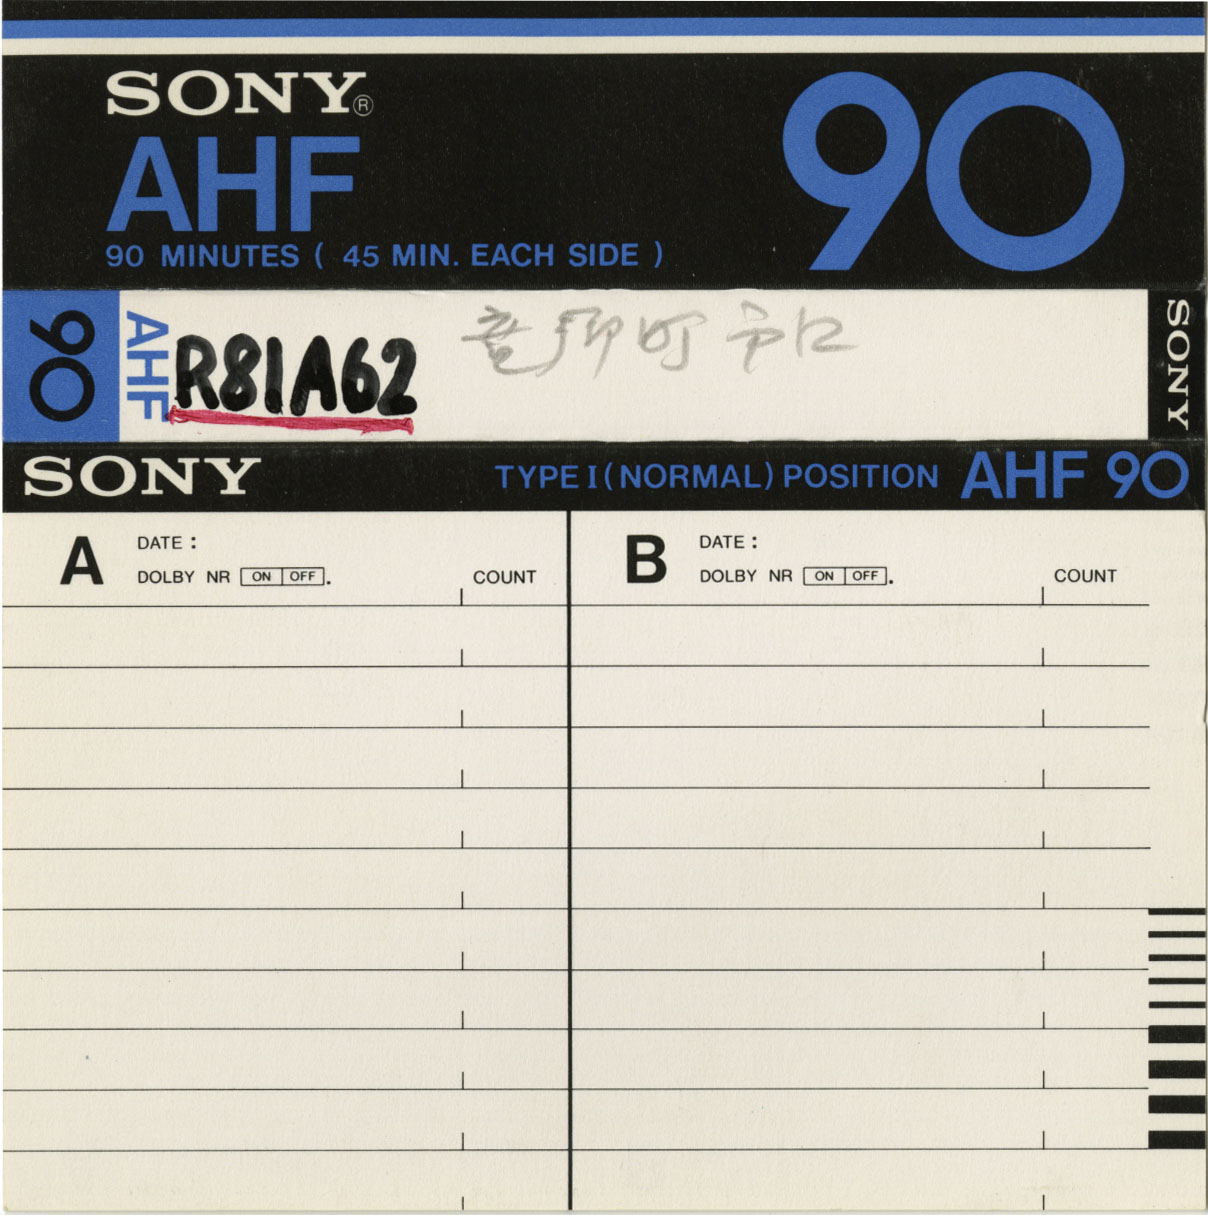 SONY®
AHF
90 MINUTES ( 45 MIN. EACH SIDE )
90
90
AHF
R81A62
SONY
SONY
TYPE I (NORMAL) POSITION AHF 90
A
DATE :
DOLBY NR ON OFF .
COUNT
B
DATE :
DOLBY NR ON OFF .
COUNT